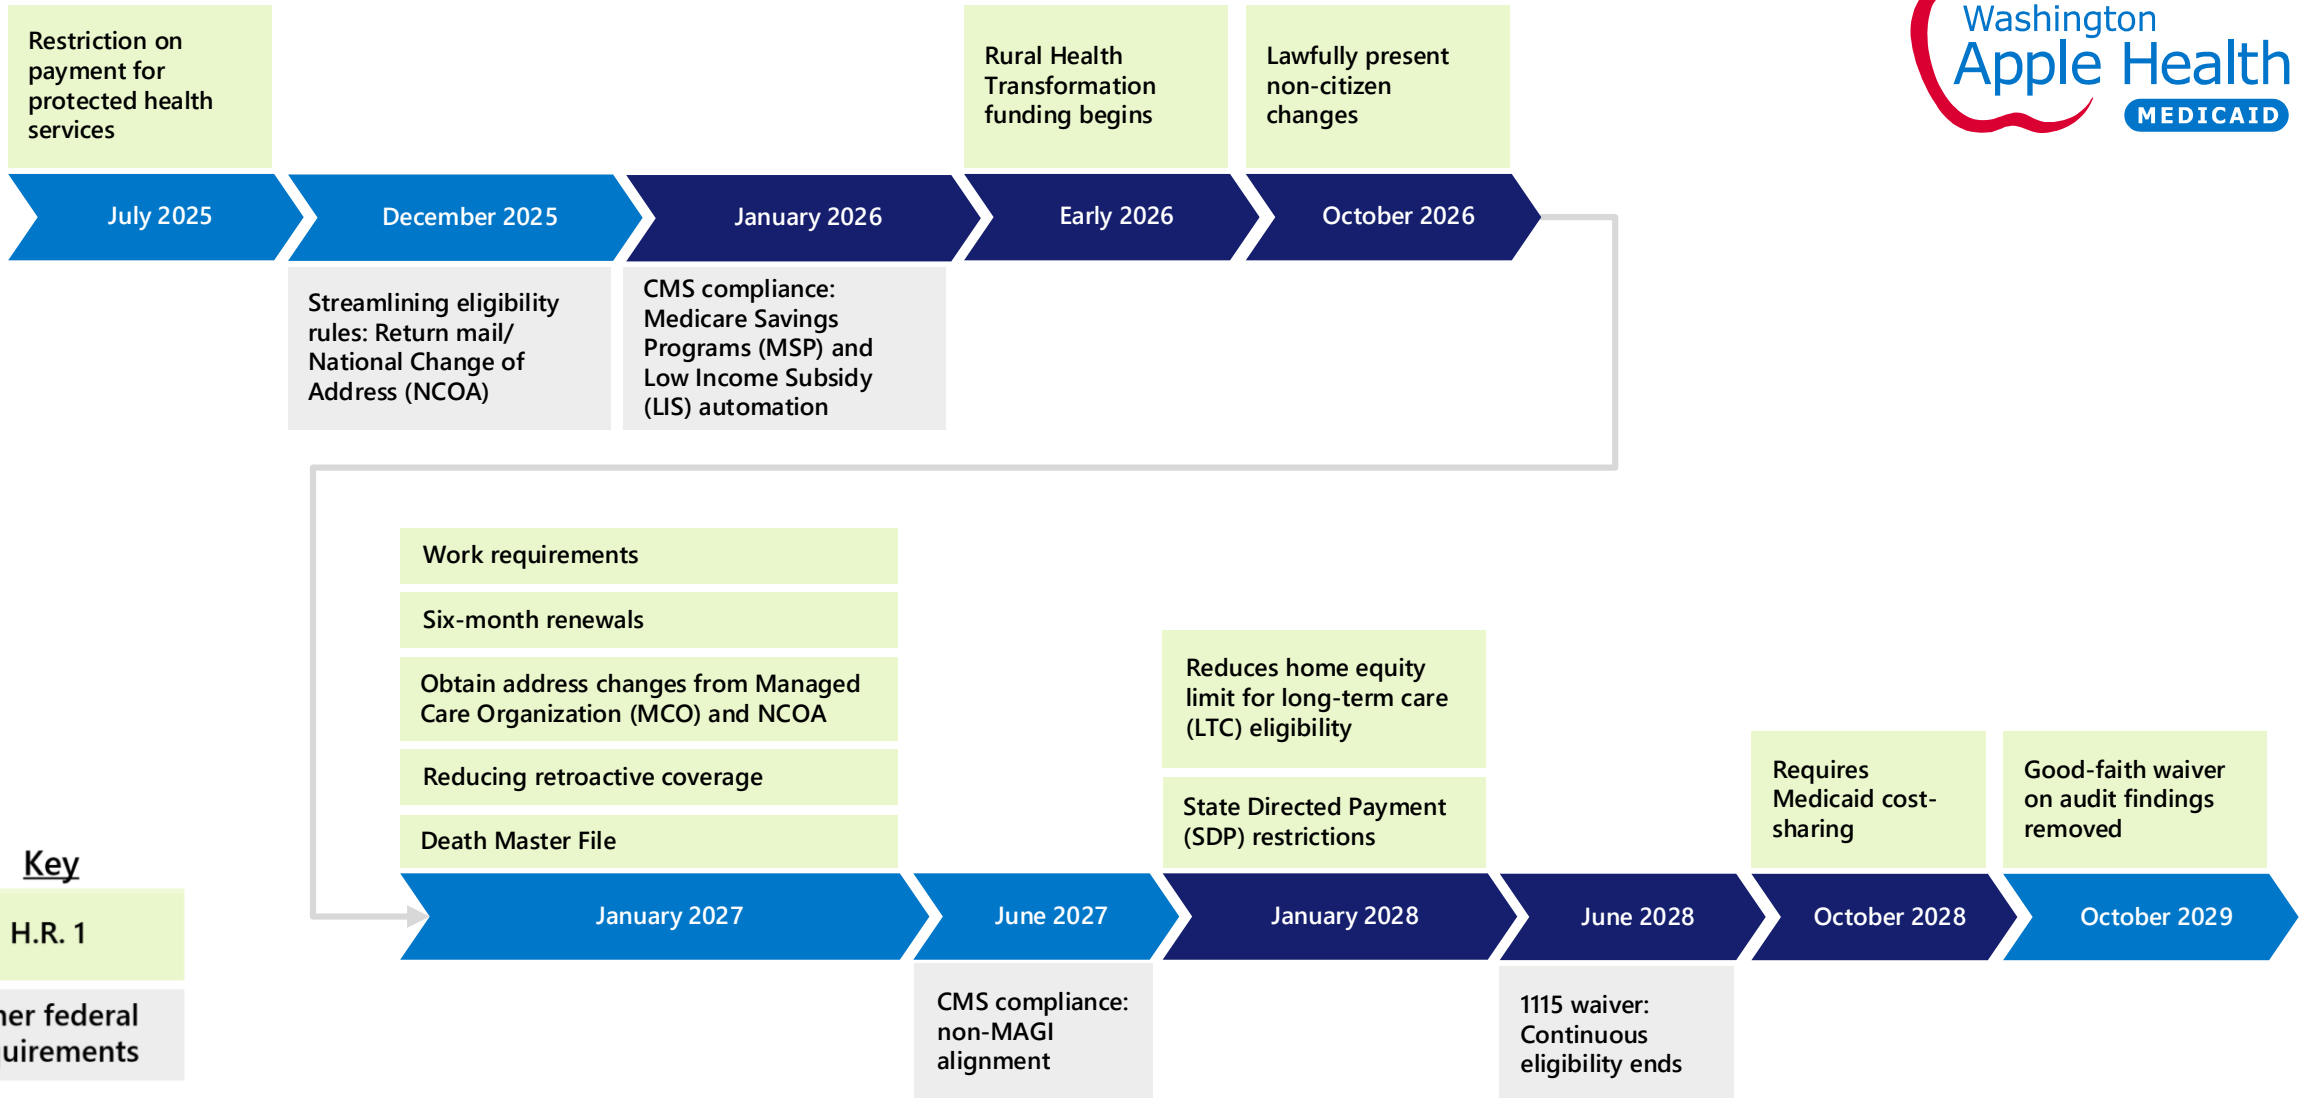 Restriction on
payment for
protected health
services
Rural Health
Transformation
funding begins
Lawfully present
non-citizen
changes
Washington
Apple Health
MEDICAID
July 2025
December 2025
January 2026
Early 2026
October 2026
Streamlining eligibility
rules: Return mail/
National Change of
Address (NCOA)
CMS compliance:
Medicare Savings
Programs (MSP) and
Low Income Subsidy
(LIS) automation
Work requirements
Six-month renewals
Obtain address changes from Managed
Care Organization (MCO) and NCOA
Reducing retroactive coverage
Death Master File
Reduces home equity
limit for long-term care
(LTC) eligibility
State Directed Payment
(SDP) restrictions
Requires
Medicaid cost-
sharing
Good-faith waiver
on audit findings
removed
January 2027
June 2027
January 2028
June 2028
October 2028
October 2029
CMS compliance:
non-MAGI
alignment
1115 waiver:
Continuous
eligibility ends
Key
H.R. 1
federal